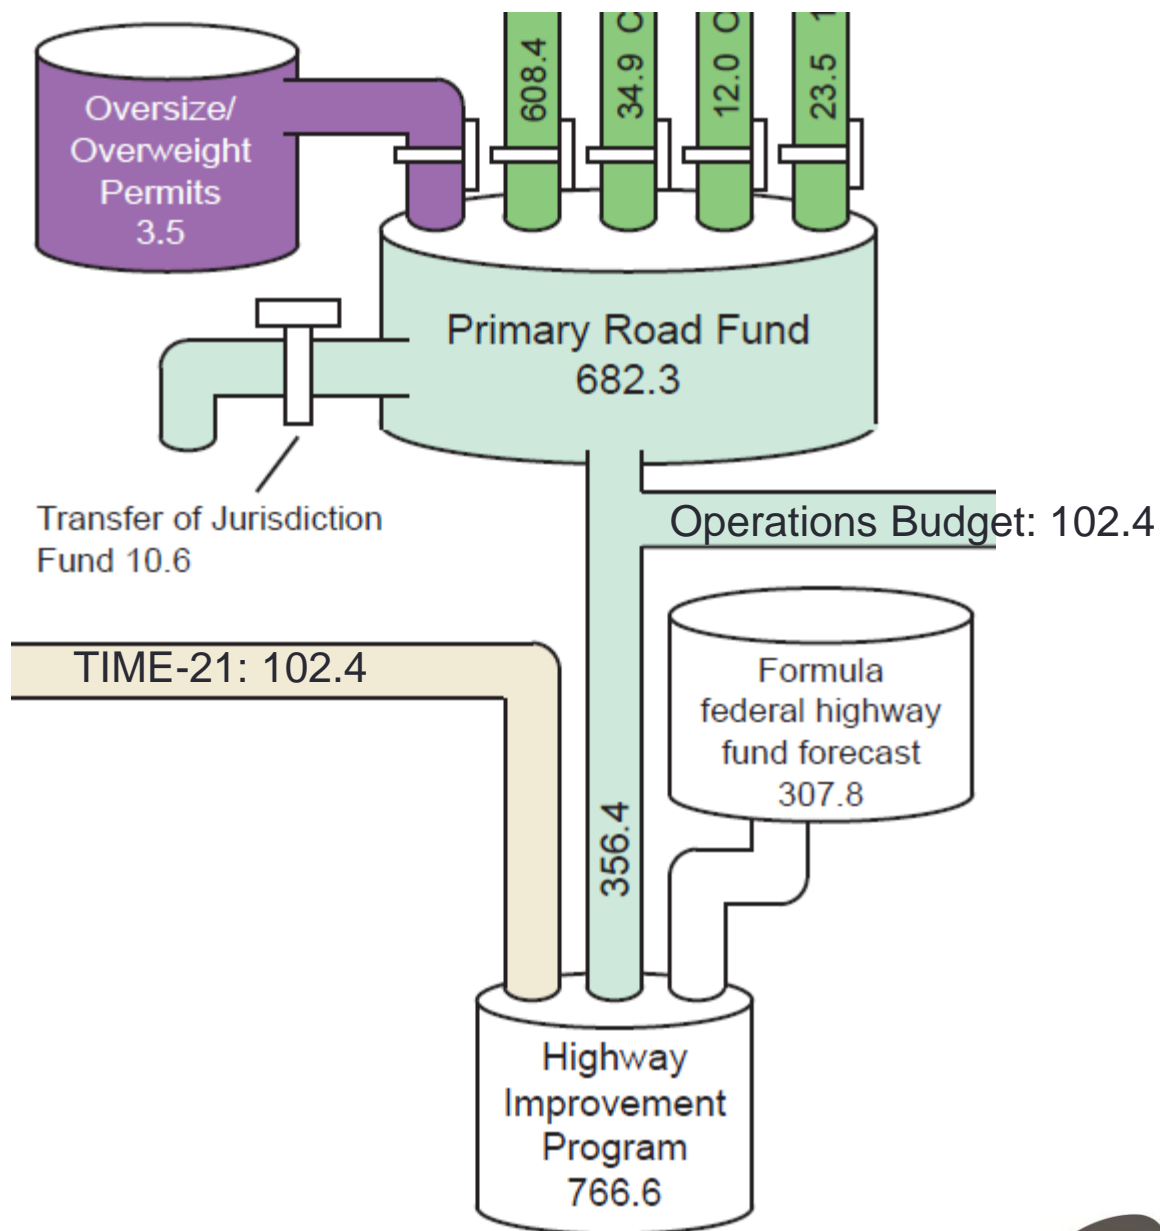 608.4
34.9 C
12.0 O
23.5
Oversize/
Overweight
Permits
3.5
Primary Road Fund
682.3
Transfer of Jurisdiction
Fund 10.6
Operations Budget: 102.4
TIME-21: 102.4
Formula
federal highway
fund forecast
307.8
356.4
Highway
Improvement
Program
766.6